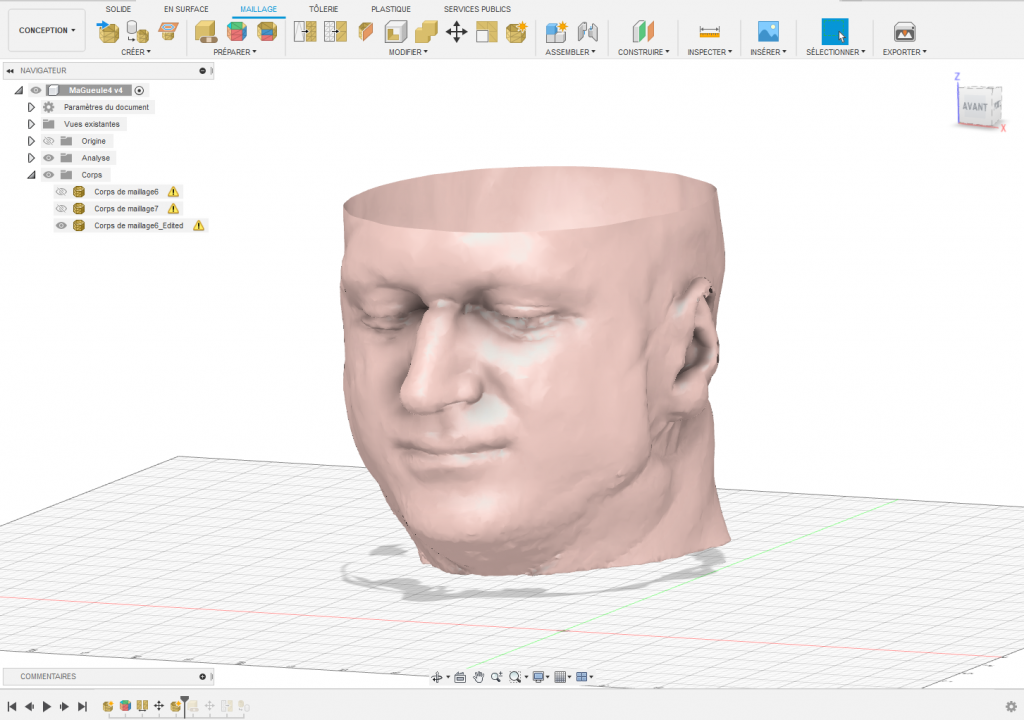 SOLIDE EN SURFACE MAILLAGE TÔLERIE PLASTIQUE SERVICES PUBLICS
CONCEPTION
CRÉER PRÉPARER MODIFIER ASSEMBLER CONSTRUIRE INSPECTER INSÉRER SÉLECTIONNER EXPORTER
NAVIGATEUR
MaGueule4 v4
Paramètres du document
Vues existantes
Origine
Analyse
Corps
Corps de maillage6
Corps de maillage7
Corps de maillage6_Edited
Z
AVANT
X
COMMENTAIRES